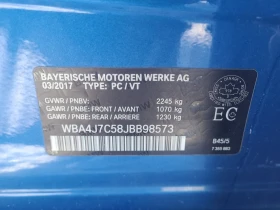 BAYERISCHE MOTOREN WERKE AG
03/2017 TYPE: PC / VT
GVWR / PNBV: 2245 kg
GAWR / PNBE: FRONT / AVANT 1070 kg
GAWR / PNBE: REAR / ARRIERE 1230 kg
WBA4J7C58JBB98573
EC
B45/5